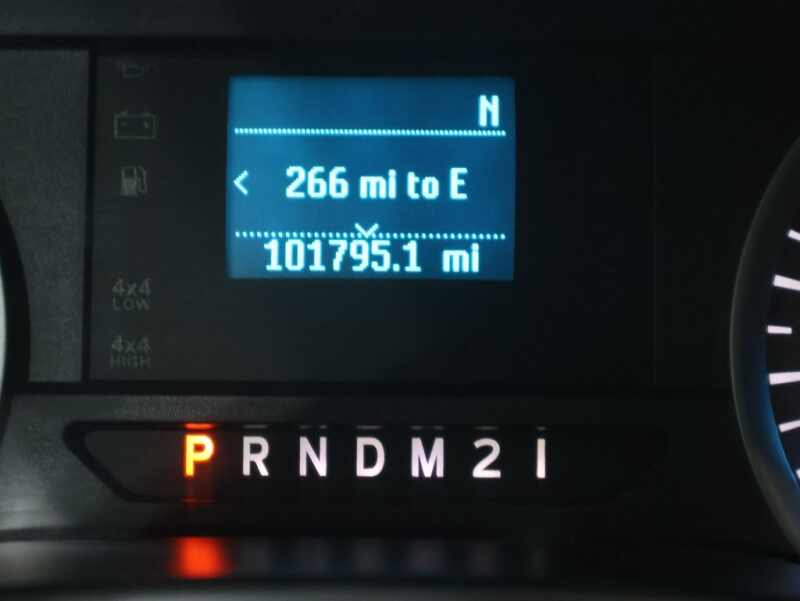 N
< 266 mi to E
101795.1 mi
4x4
LOW
4x4
HIGH
P R N D M 2 1